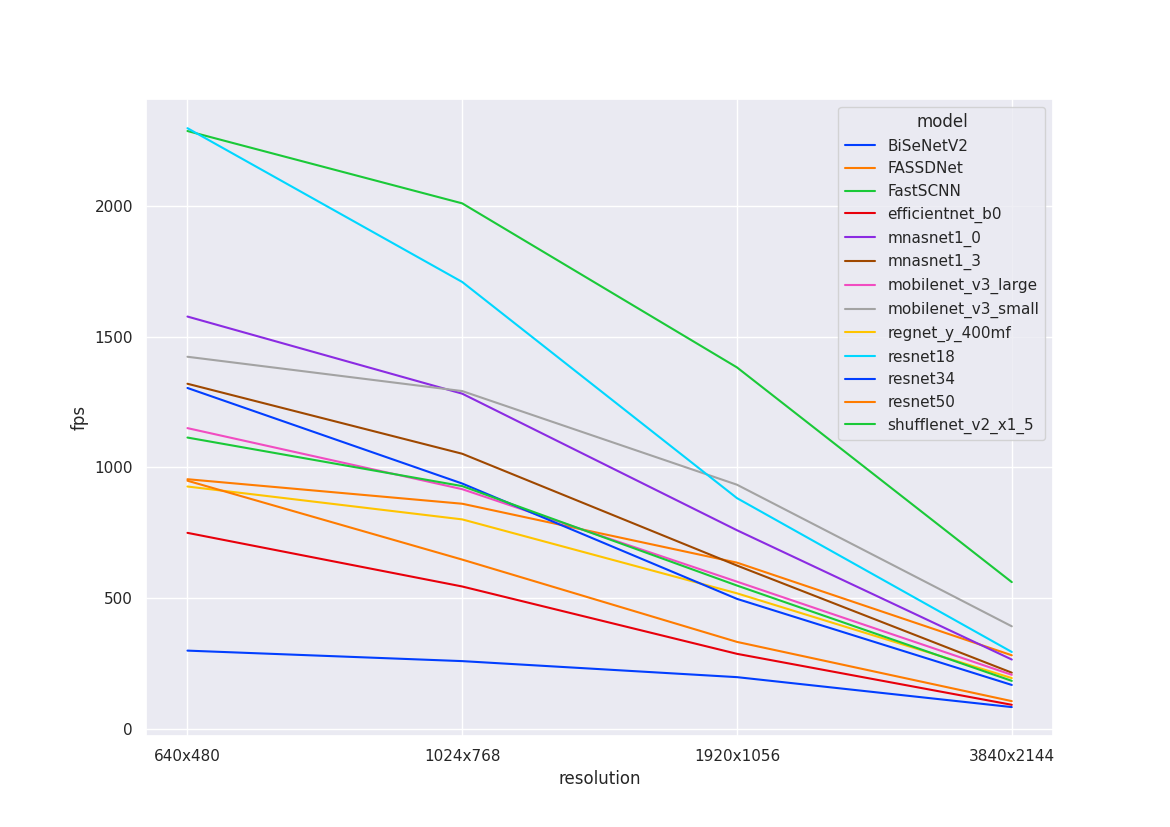 model
BiSeNetV2
FASSDNet
FastSCNN
efficientnet_b0
mnasnet1_0
mnasnet1_3
mobilenet_v3_large
mobilenet_v3_small
regnet_y_400mf
resnet18
resnet34
resnet50
shufflenet_v2_x1_5
2000
1500
1000
500
0
fps
640x480 1024x768 1920x1056 3840x2144
resolution